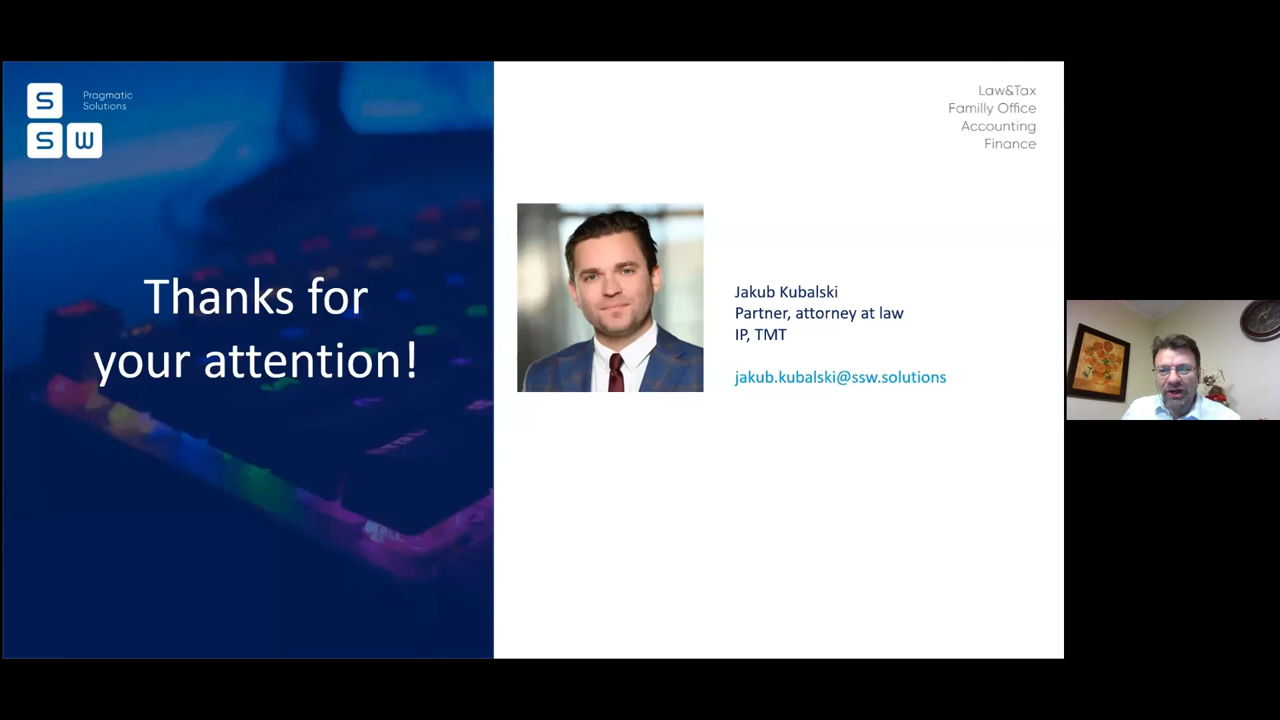 S
Pragmatic
Solutions
S W
Law&Tax
Familly Office
Accounting
Finance
Thanks for
your attention!
Jakub Kubalski
Partner, attorney at law
IP, TMT
jakub.kubalski@ssw.solutions